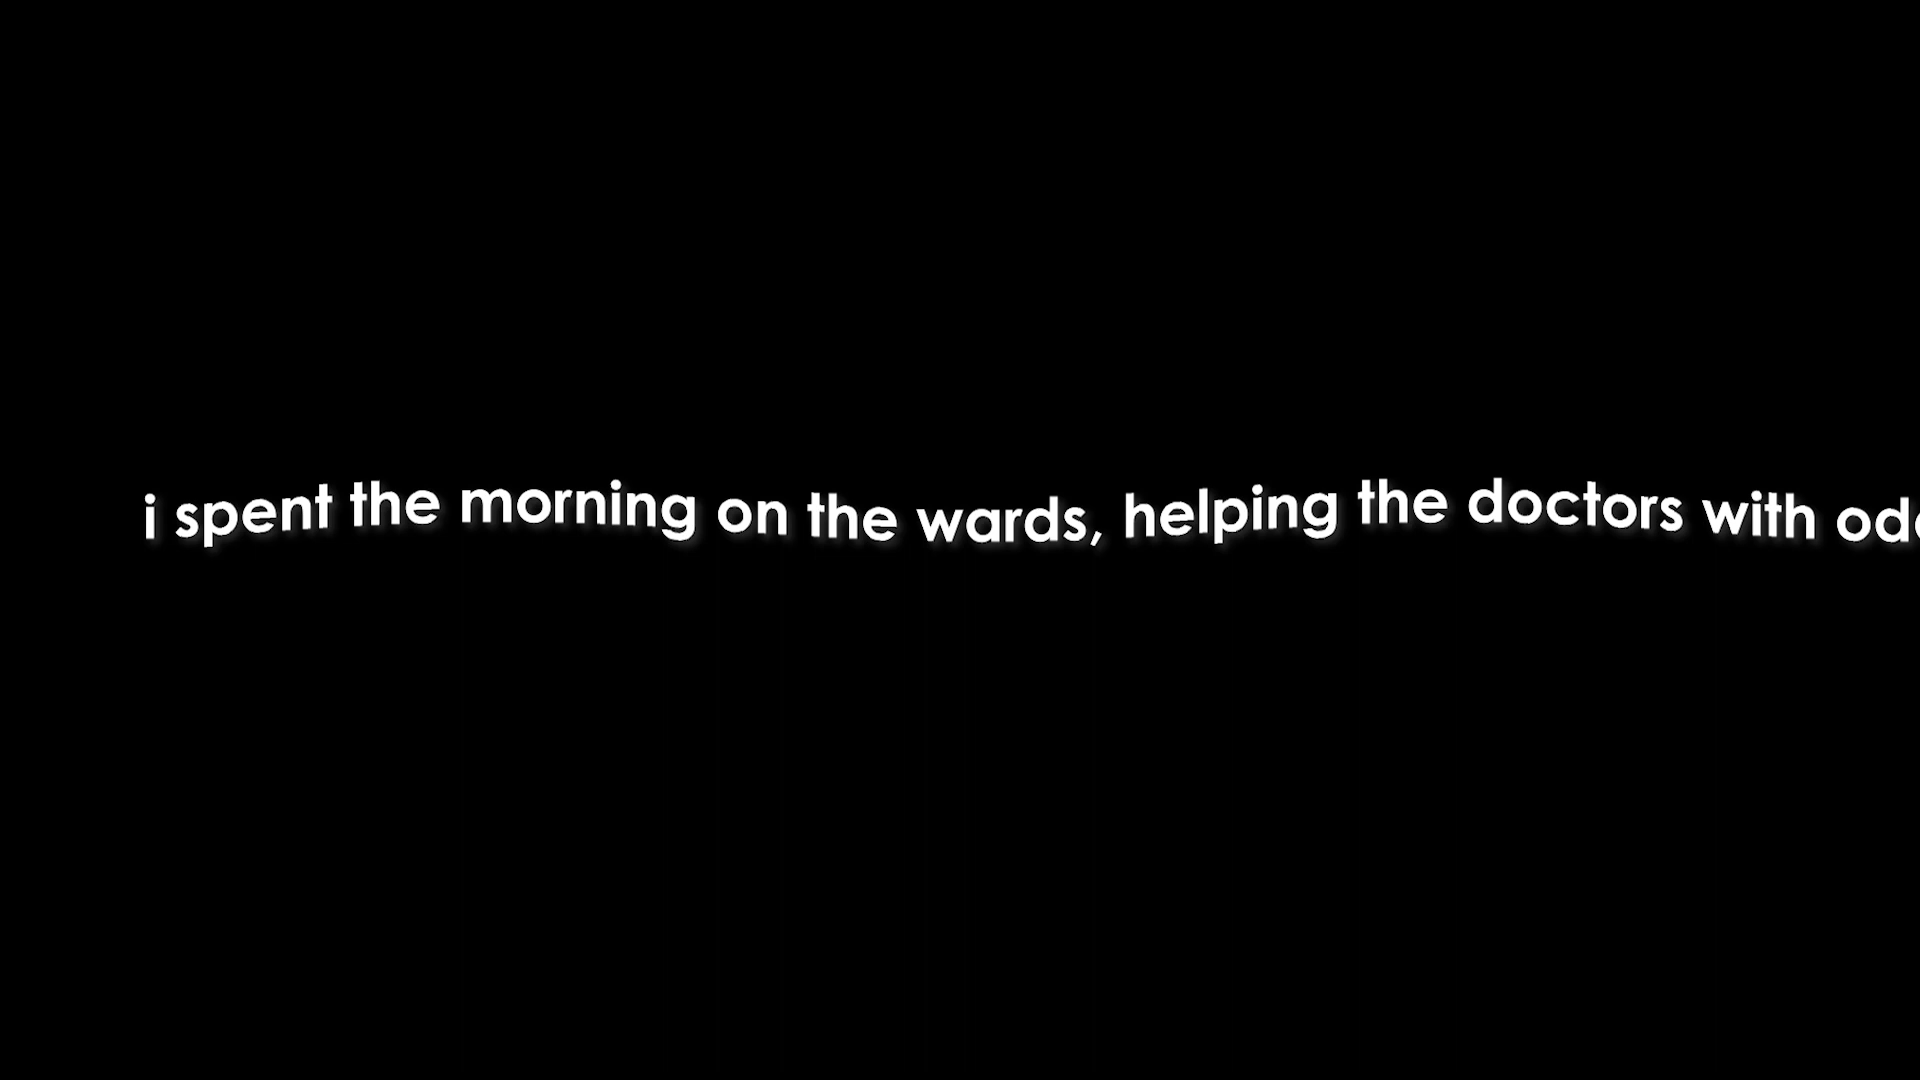 i spent the morning on the wards, helping the doctors with